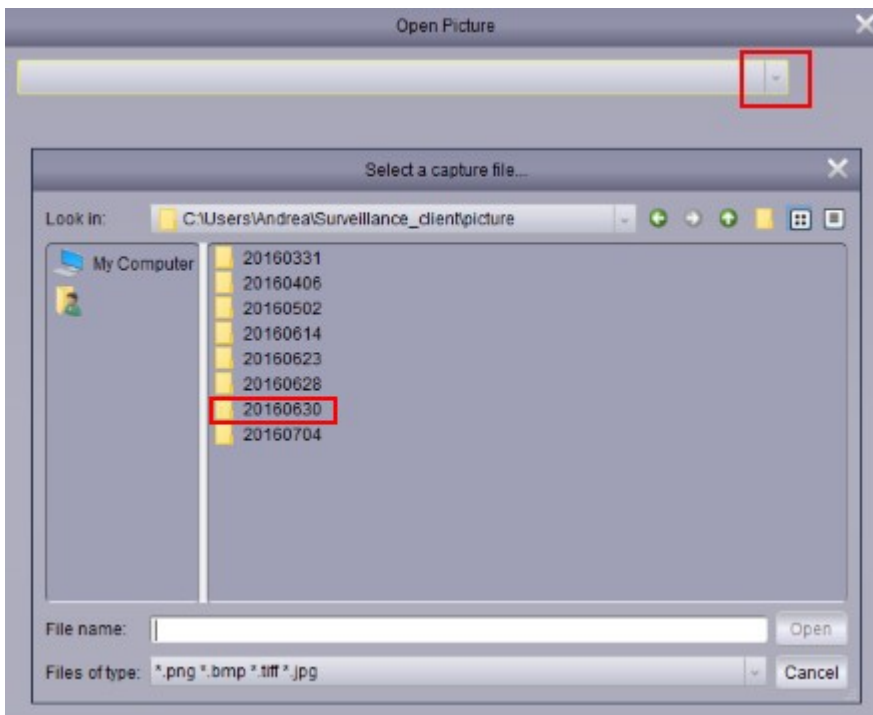 Open Picture
Select a capture file...
Look in: C:\Users\Andrea\Surveillance_client\picture
My Computer
20160331
20160406
20160502
20160614
20160623
20160628
20160630
20160704
File name: Open
Files of type: *.png *.bmp *.tiff *.jpg Cancel